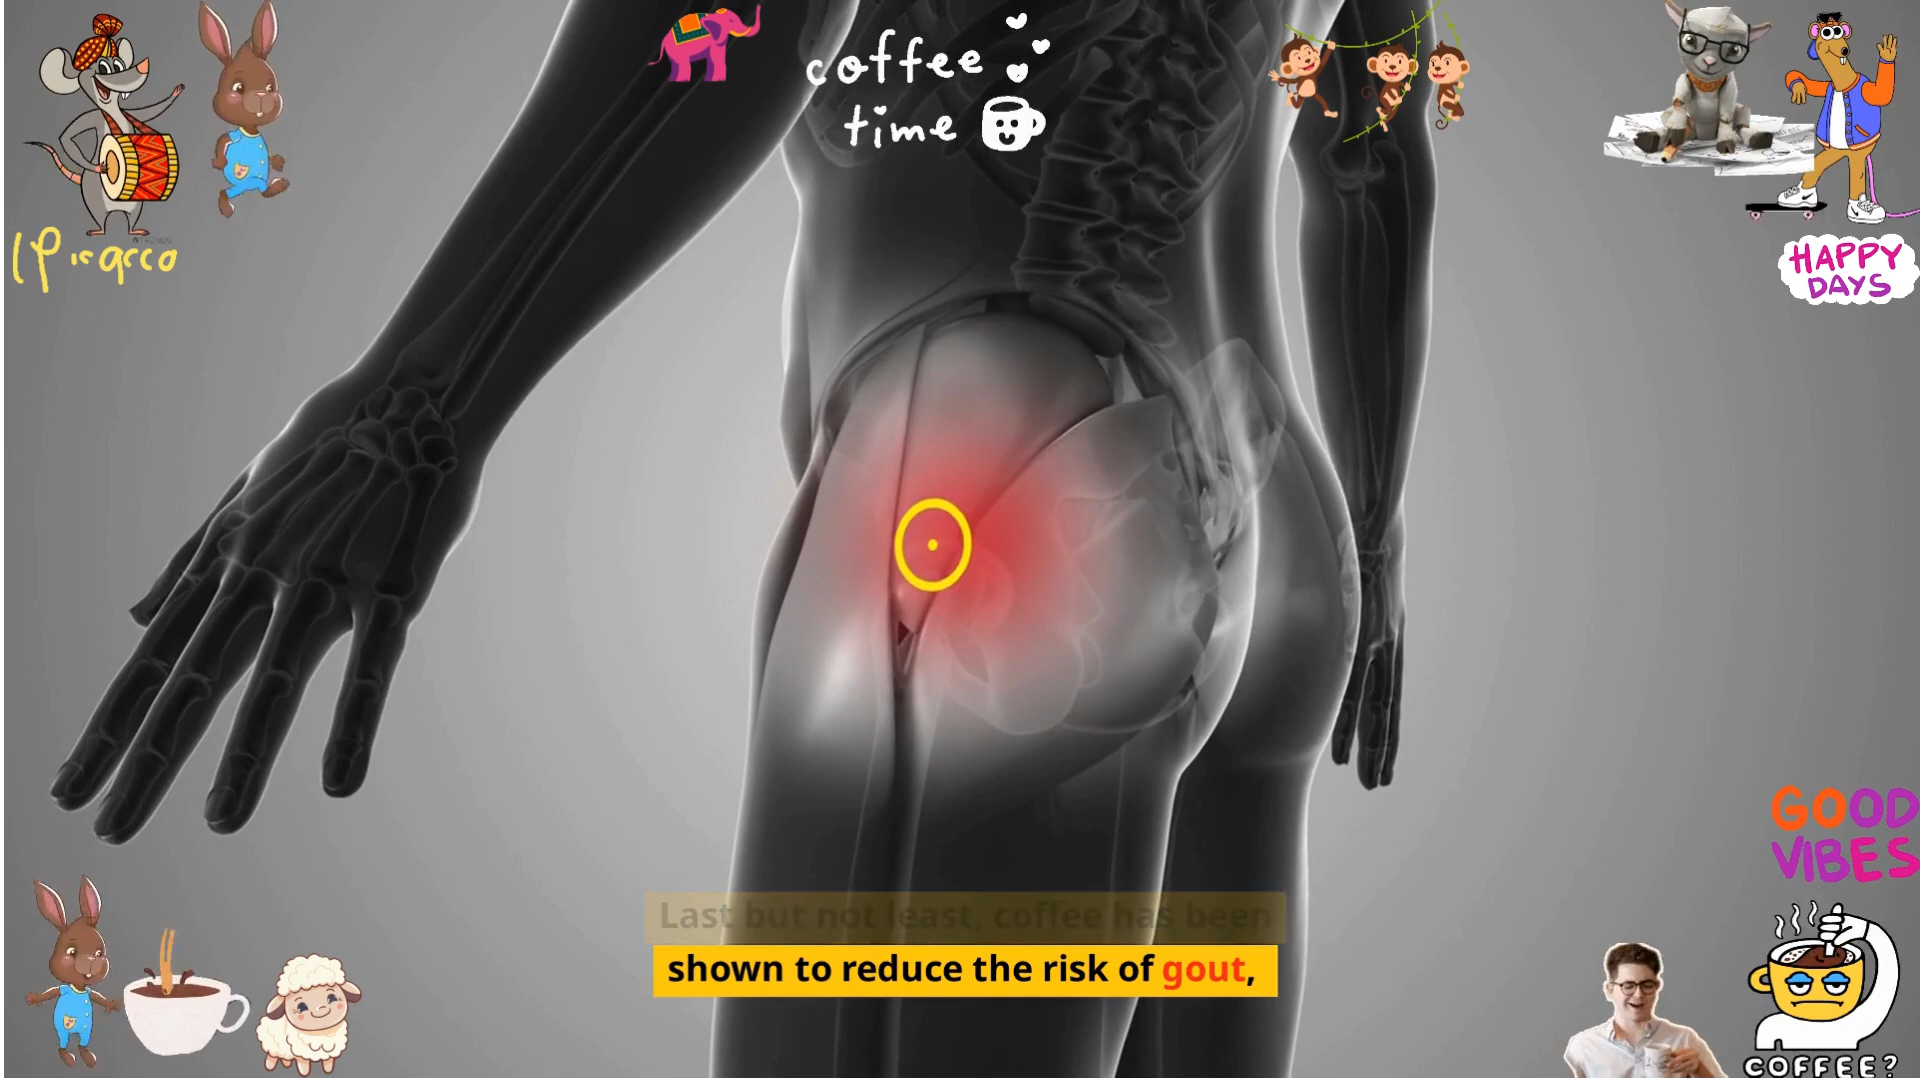 coffee
time
HAPPY
DAYS
GOOD
VIBES
Last but not least, coffee has been
shown to reduce the risk of gout,
COFFEE?